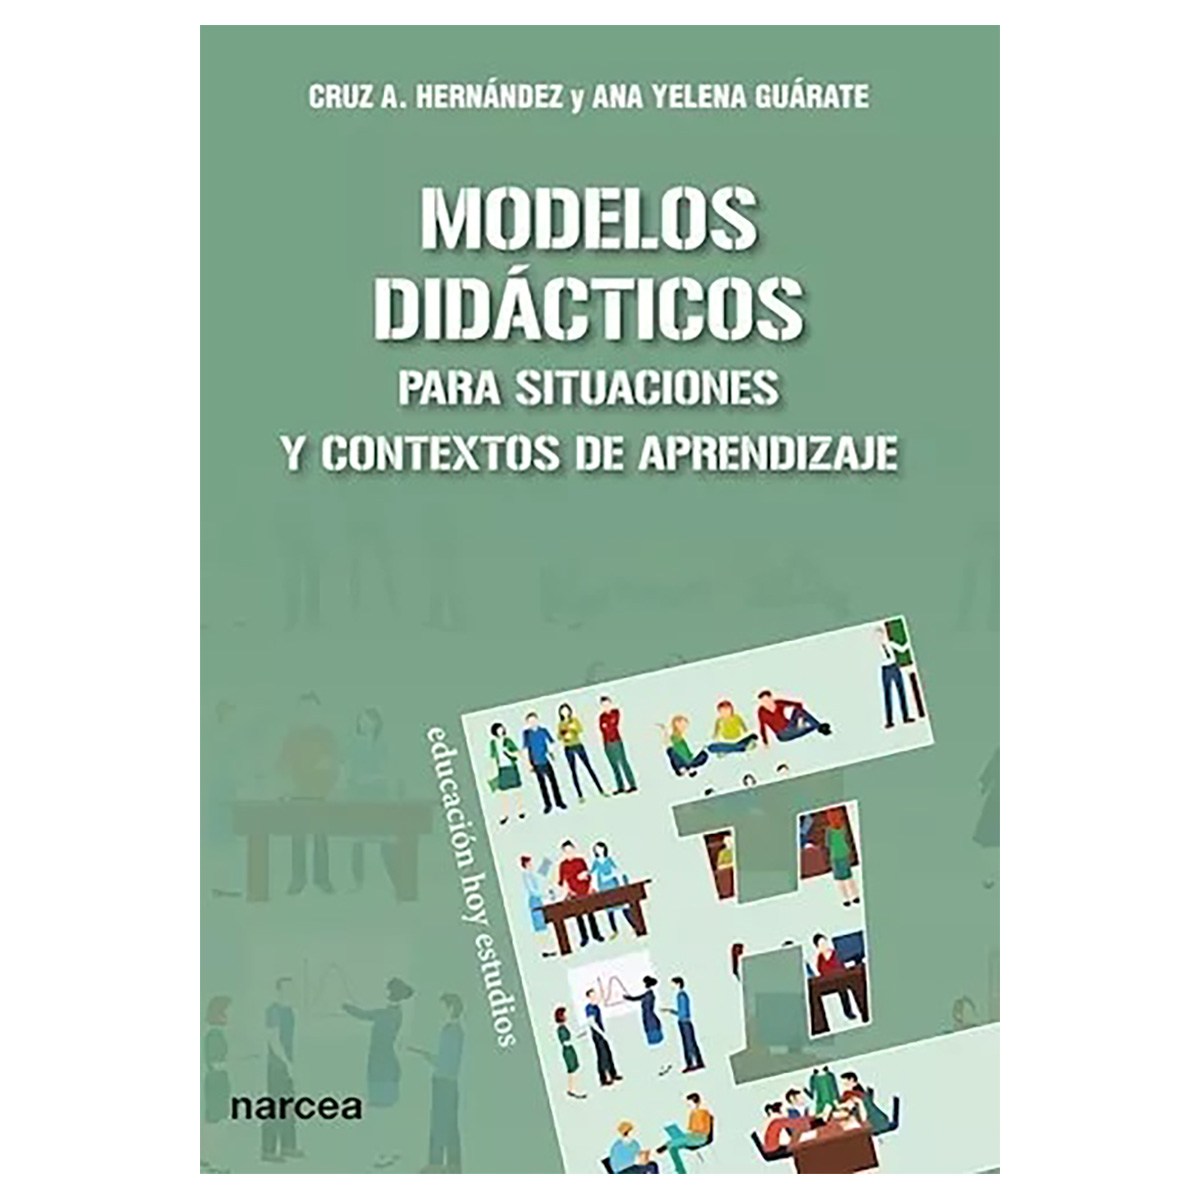 CRUZ A. HERNÁNDEZ y ANA YELENA GUÁRATE
MODELOS
DIDÁCTICOS
PARA SITUACIONES
Y CONTEXTOS DE APRENDIZAJE
educación hoy estudios
narcea